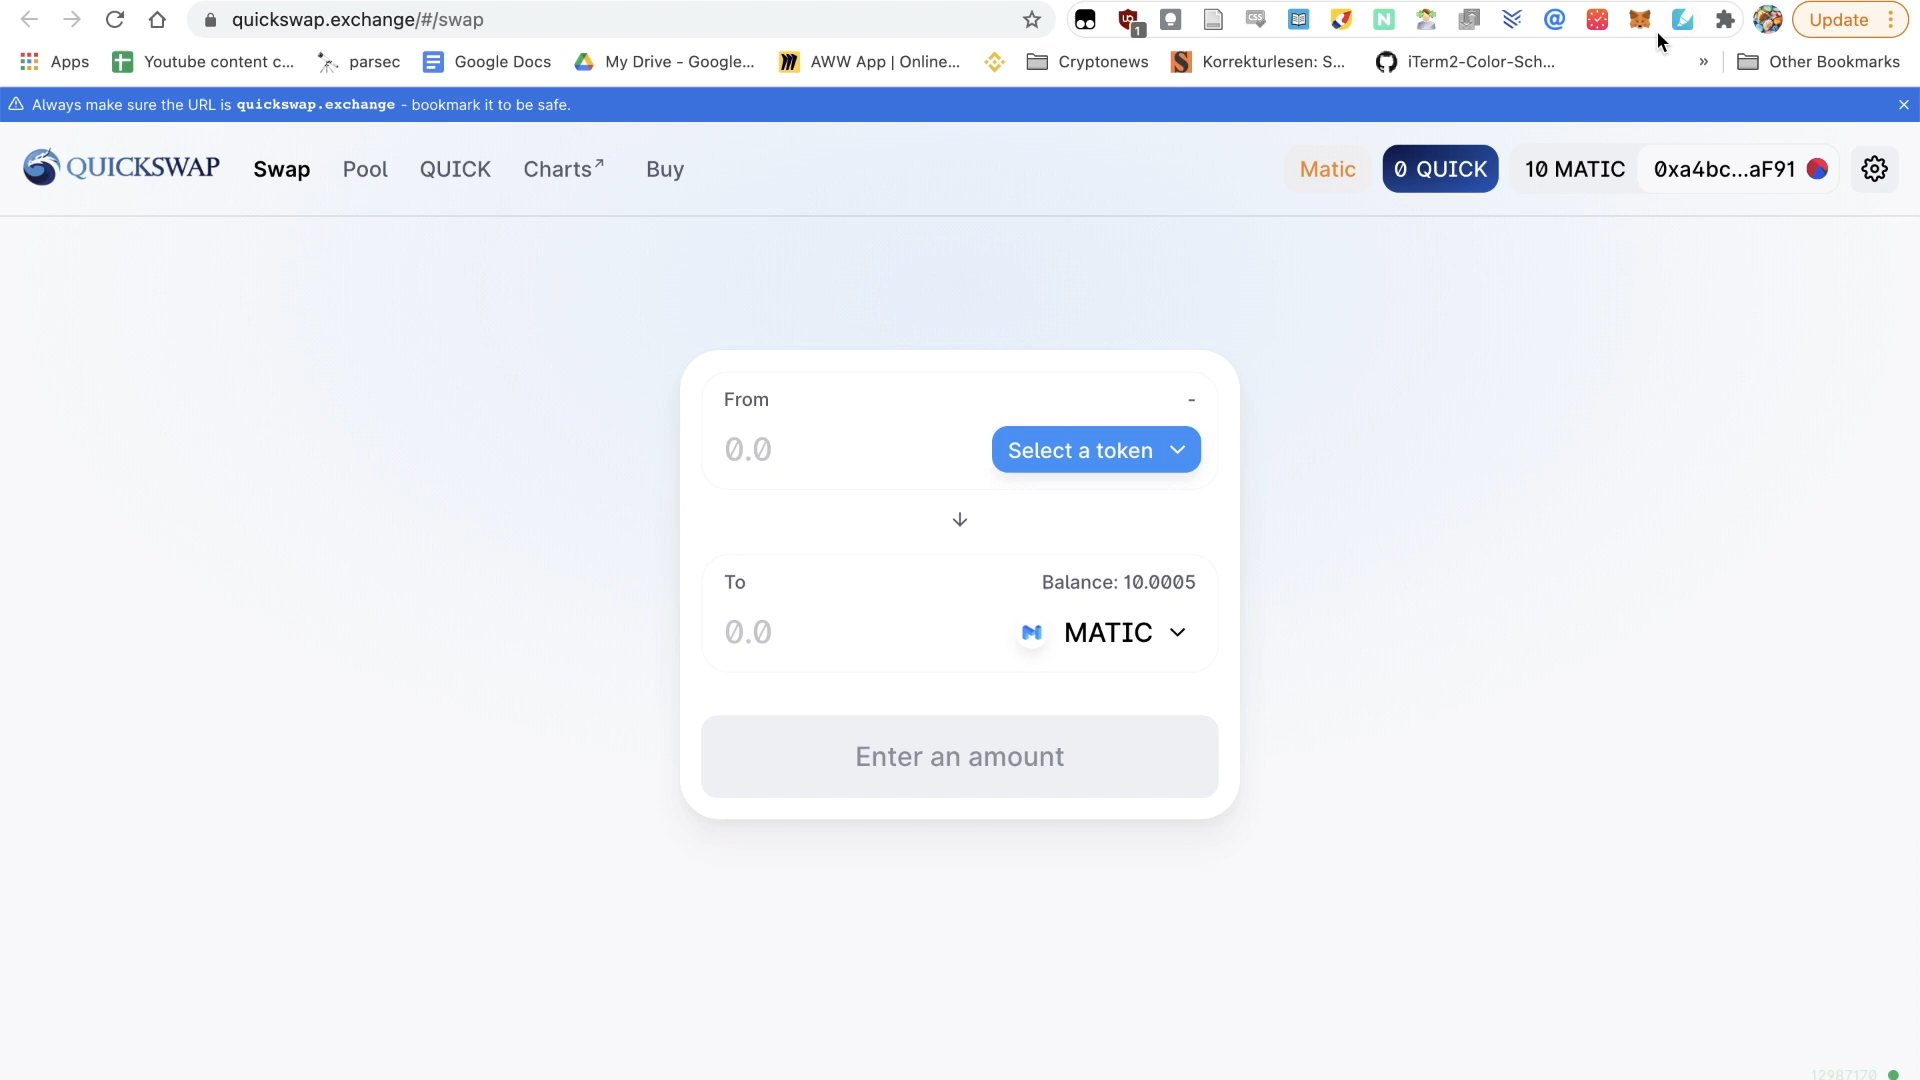 quickswap.exchange/#/swap
1
Update
Apps
Youtube content c...
parsec
Google Docs
My Drive - Google...
AWW App | Online...
Cryptonews
Korrekturlesen: S...
iTerm2-Color-Sch...
»
Other Bookmarks
Always make sure the URL is quickswap.exchange - bookmark it to be safe.
QUICKSWAP
Swap
Pool
QUICK
Charts↗
Buy
Matic
0 QUICK
10 MATIC
0xa4bc...aF91
From
-
0.0
Select a token
To
Balance: 10.0005
0.0
MATIC
Enter an amount
12987170